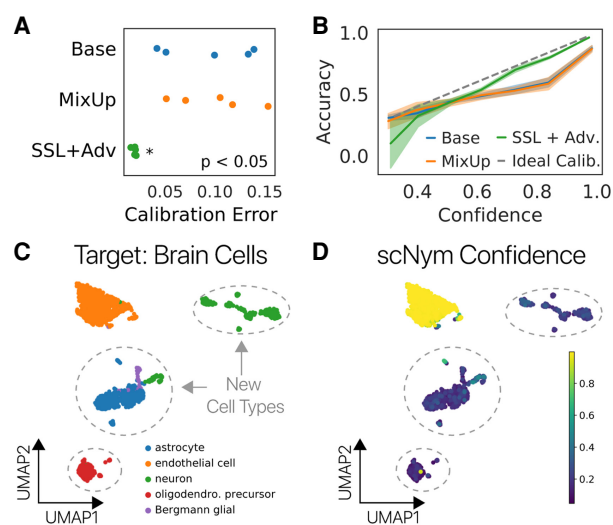 A
Base
MixUp
SSL+Adv
*
p < 0.05
0.05
0.10
0.15
Calibration Error
B
1.0
0.5
0.0
Accuracy
Base
MixUp
SSL + Adv.
Ideal Calib.
0.4
0.6
0.8
1.0
Confidence
C
Target: Brain Cells
New
Cell Types
astrocyte
endothelial cell
neuron
oligodendro. precursor
Bergmann glial
UMAP2
UMAP1
D
scNym Confidence
0.8
0.6
0.4
0.2
UMAP2
UMAP1